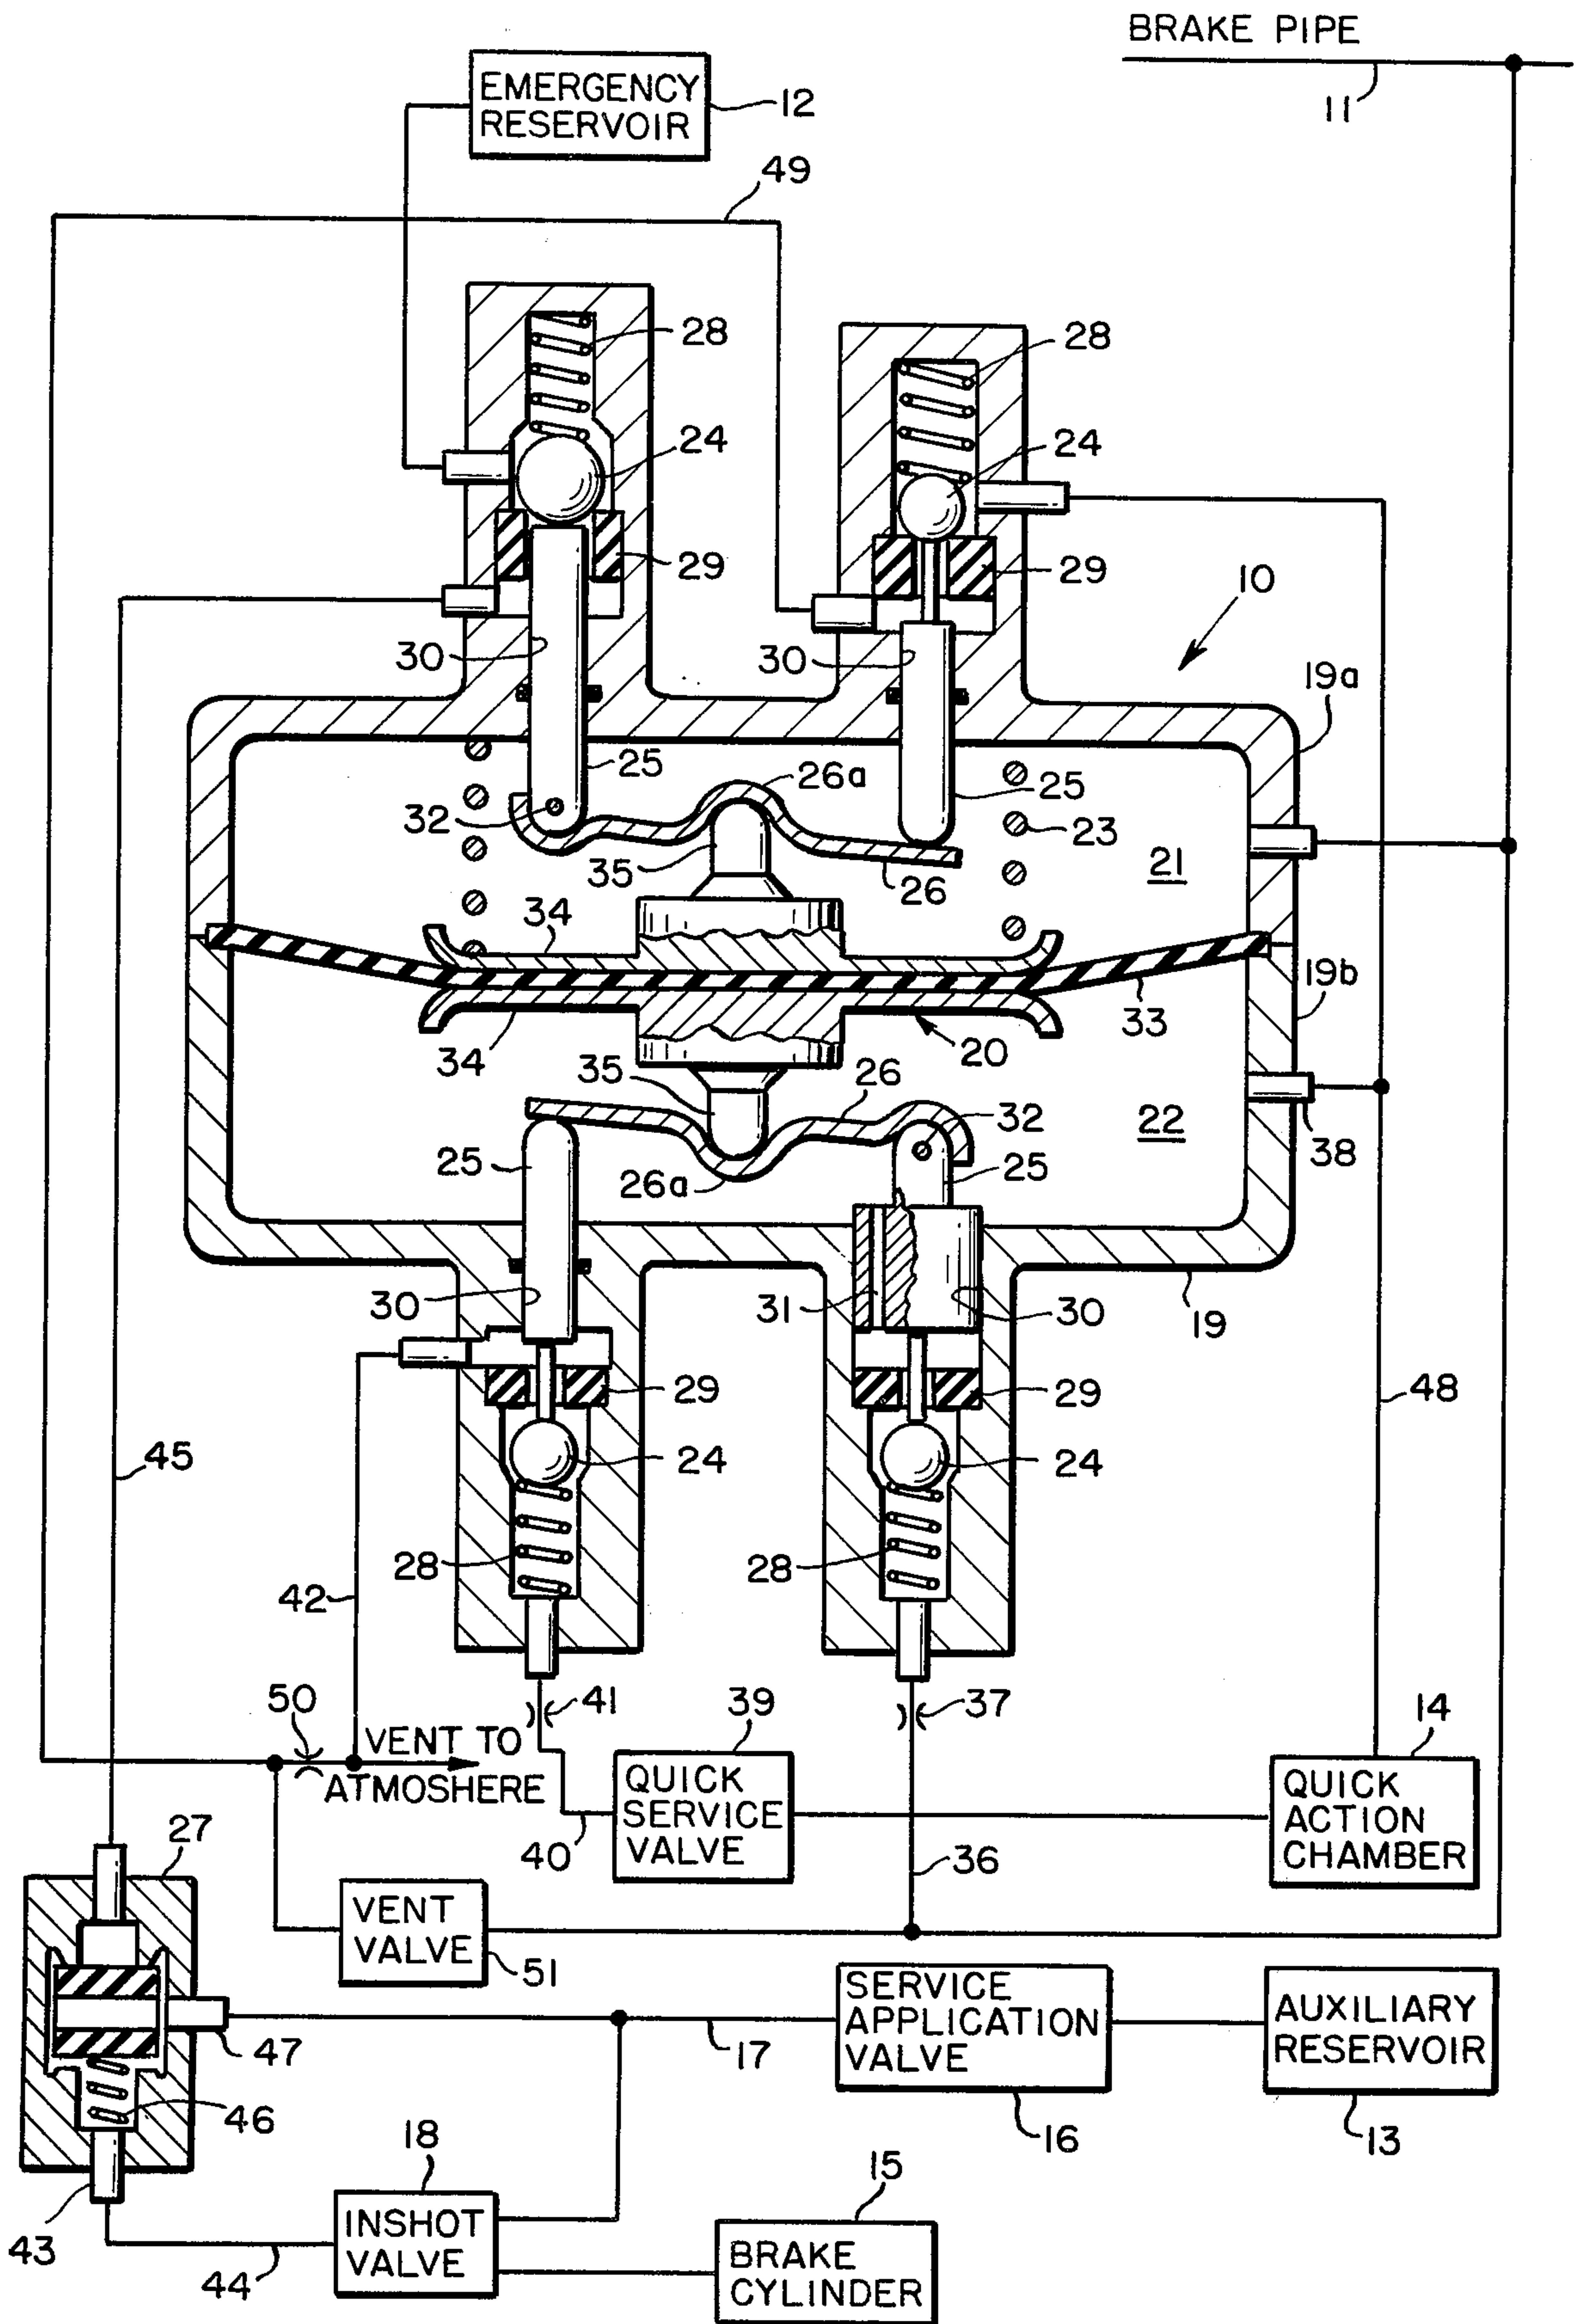 BRAKE PIPE
11
EMERGENCY
RESERVOIR
12
49
28
28
24
24
29
29
10
30
30
19a
25
26a
25
32
23
35
26
21
34
19b
33
34
20
35
26
32
22
25
26a
25
38
30
31
30
19
29
29
48
45
24
24
28
28
42
50
41
39
37
14
VENT TO
ATMOSHERE
QUICK
SERVICE
VALVE
QUICK
ACTION
CHAMBER
27
40
36
VENT
VALVE
51
SERVICE
APPLICATION
VALVE
AUXILIARY
RESERVOIR
47
17
46
18
16
13
15
INSHOT
VALVE
43
44
BRAKE
CYLINDER